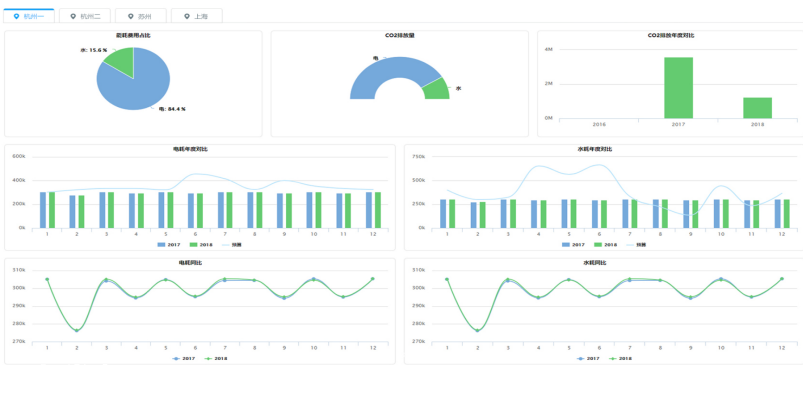 杭州一 杭州二 苏州 上海
能耗费用占比
水: 15.6 %
电: 84.4 %
CO2排放量
电
水
CO2排放年度对比
4M
2M
0M
2016 2017 2018
电耗年度对比
600k
400k
200k
0k
1 2 3 4 5 6 7 8 9 10 11 12
2017 2018 预算
水耗年度对比
750k
500k
250k
0k
1 2 3 4 5 6 7 8 9 10 11 12
2017 2018 预算
电耗同比
310k
300k
290k
280k
270k
1 2 3 4 5 6 7 8 9 10 11 12
2017 2018
水耗同比
310k
300k
290k
280k
270k
1 2 3 4 5 6 7 8 9 10 11 12
2017 2018